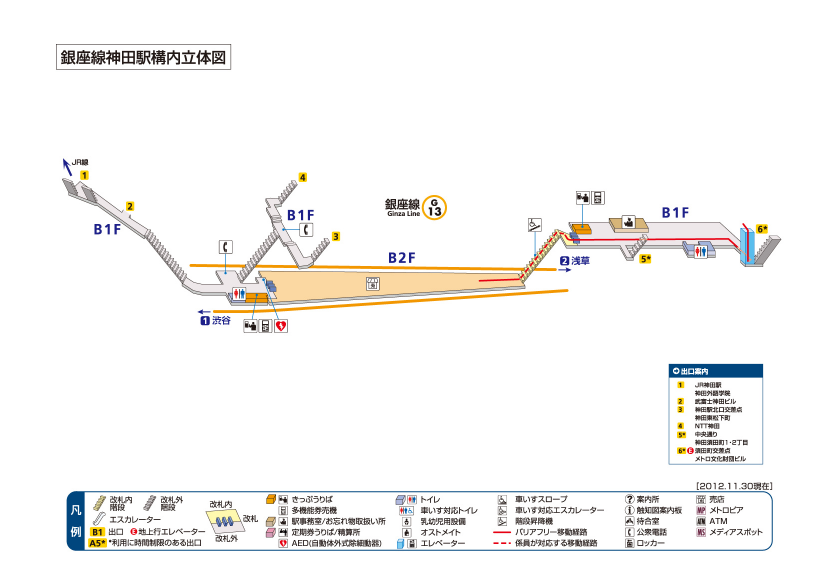 銀座線神田駅構内立体図
JR線
1
4
2
B1F
B1F
3
銀座線
Ginza Line
G
13
B1F
6*
5*
B2F
2 浅草
1 渋谷
出口案内
1 JR神田駅
神田外語学院
2 武富士神田ビル
3 神田駅北口交差点
神田東松下町
4 NTT神田
5* 中央通り
神田須田町1・2丁目
6* E 須田町交差点
メトロ文化財団ビル
[2012.11.30現在]
凡例
改札内
階段
改札外
階段
エスカレーター
B1 出口 E 地上行エレベーター
A5* *利用に時間制限のある出口
改札内
改札
改札外
きっぷうりば
多機能券売機
駅事務室/お忘れ物取扱い所
定期券うりば/精算所
AED(自動体外式除細動器)
トイレ
車いす対応トイレ
乳幼児用設備
オストメイト
エレベーター
車いすスロープ
車いす対応エスカレーター
階段昇降機
バリアフリー移動経路
係員が対応する移動経路
案内所
触知図案内板
待合室
公衆電話
ロッカー
売店
MP メトロピア
ATM ATM
MS メディアスポット